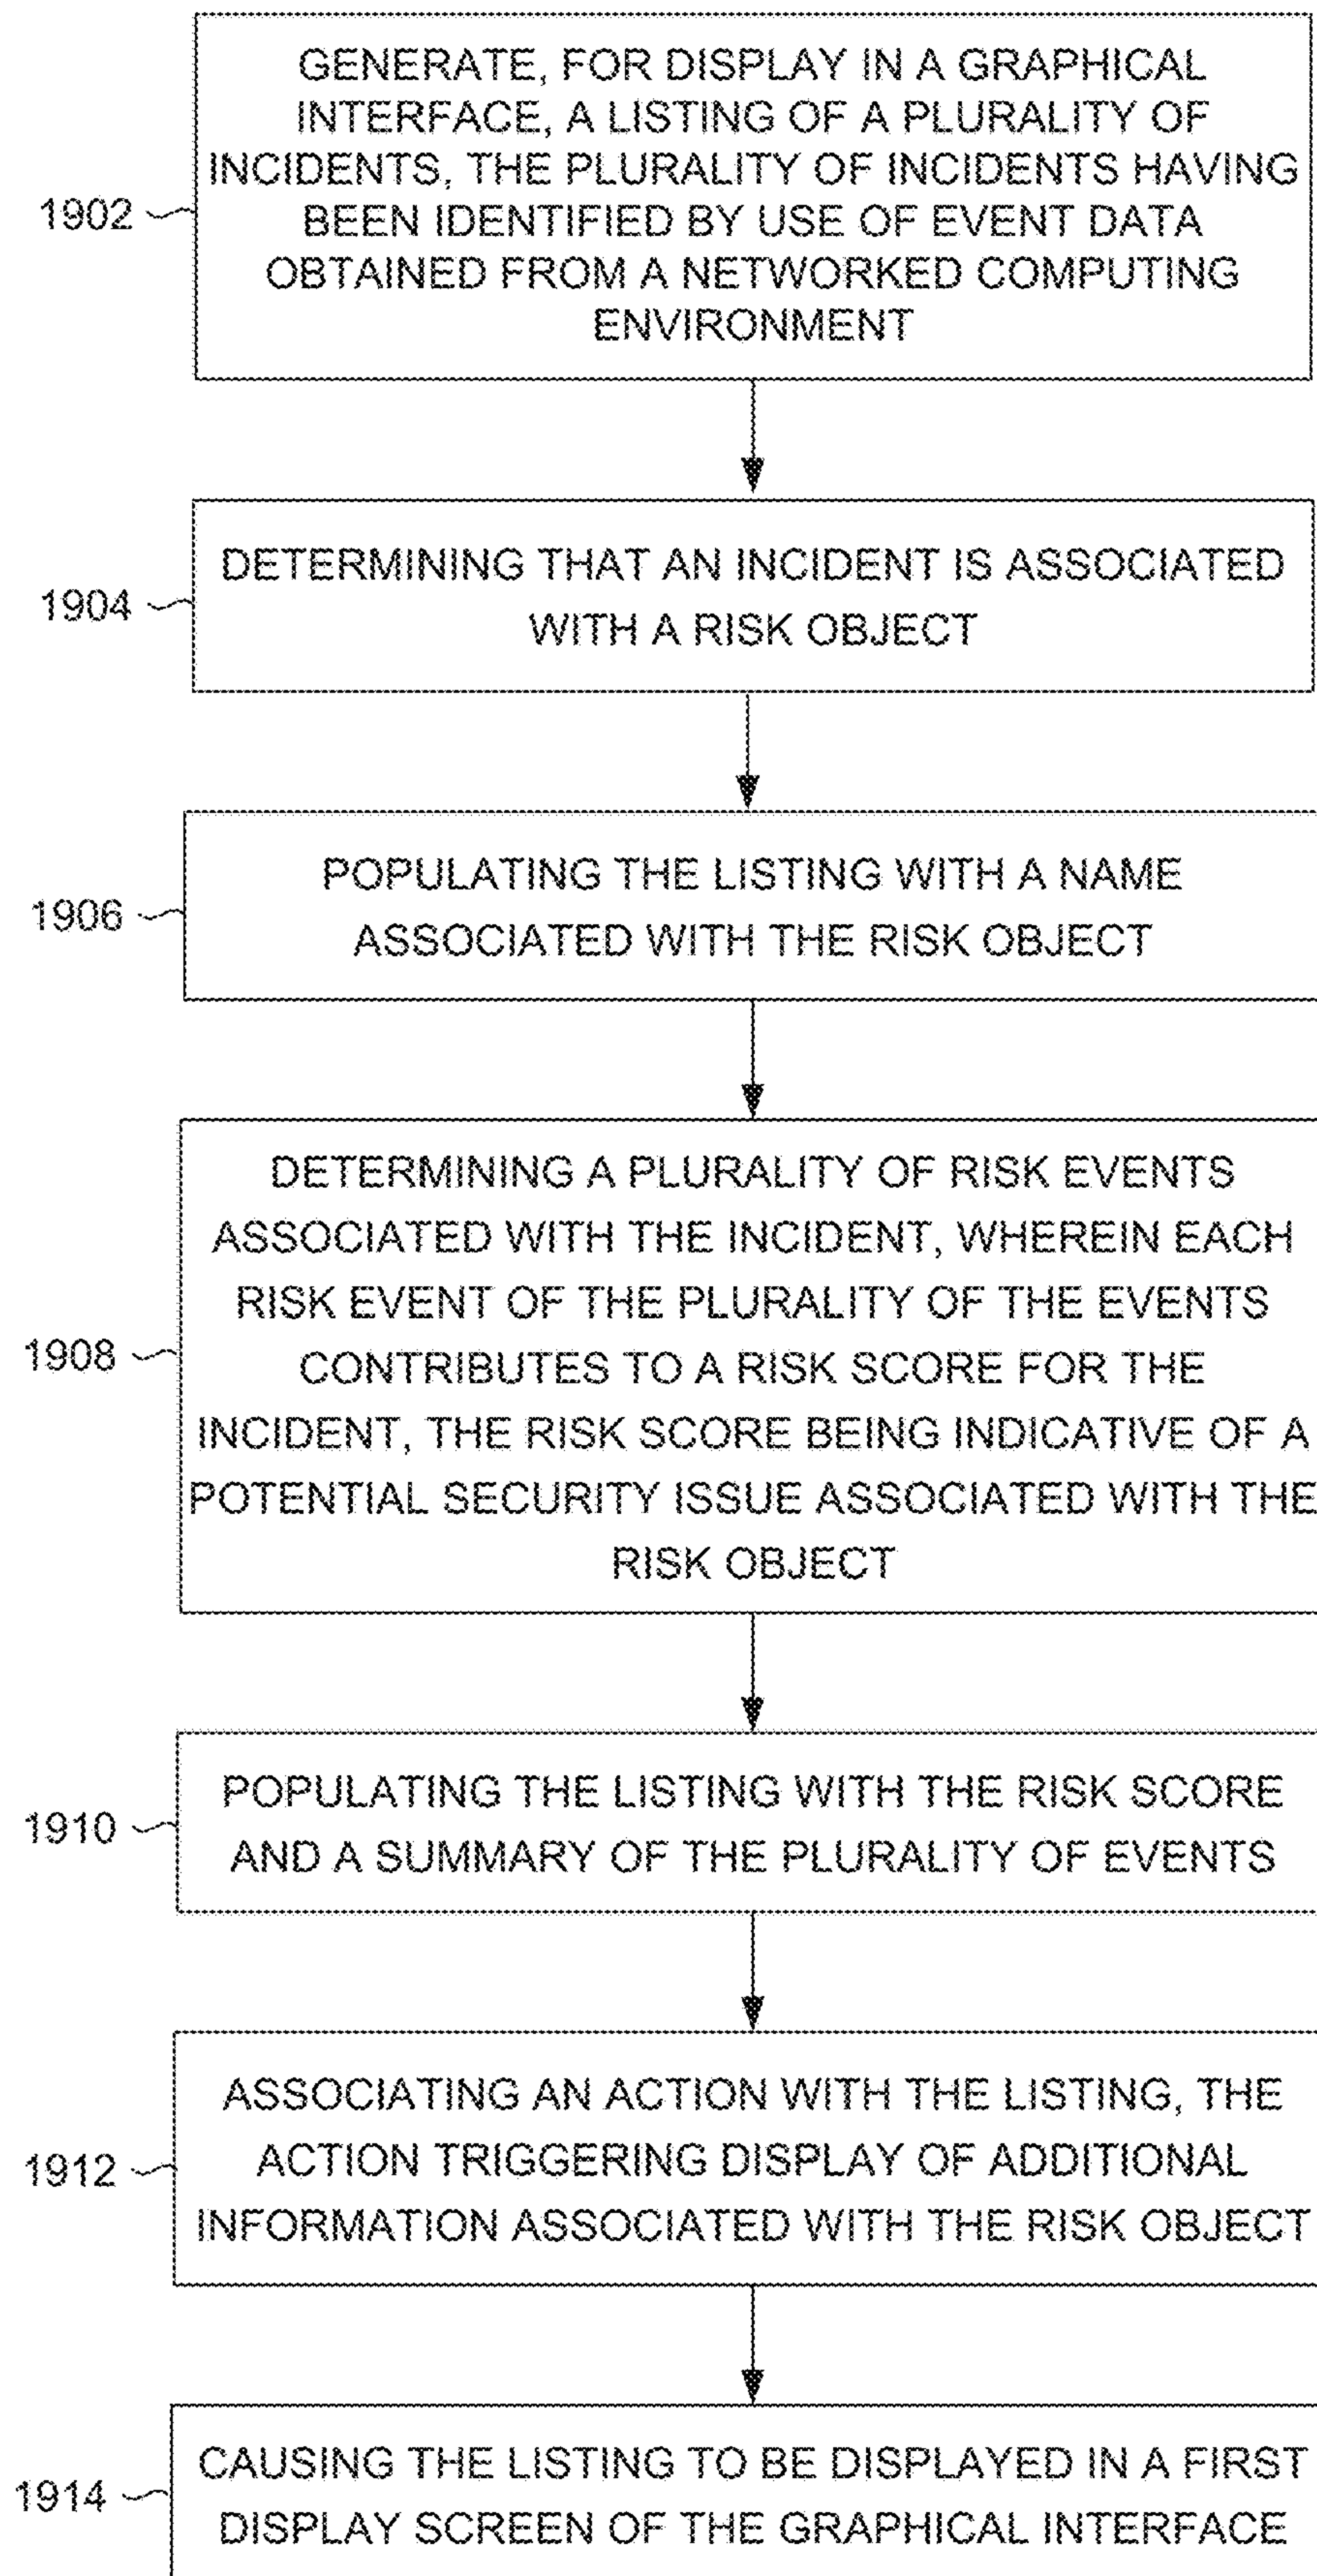 GENERATE, FOR DISPLAY IN A GRAPHICAL
INTERFACE, A LISTING OF A PLURALITY OF
INCIDENTS, THE PLURALITY OF INCIDENTS HAVING
1902
BEEN IDENTIFIED BY USE OF EVENT DATA
OBTAINED FROM A NETWORKED COMPUTING
ENVIRONMENT
DETERMINING THAT AN INCIDENT IS ASSOCIATED
1904
WITH A RISK OBJECT
POPULATING THE LISTING WITH A NAME
1906
ASSOCIATED WITH THE RISK OBJECT
DETERMINING A PLURALITY OF RISK EVENTS
ASSOCIATED WITH THE INCIDENT, WHEREIN EACH
RISK EVENT OF THE PLURALITY OF THE EVENTS
1908
CONTRIBUTES TO A RISK SCORE FOR THE
INCIDENT, THE RISK SCORE BEING INDICATIVE OF A
POTENTIAL SECURITY ISSUE ASSOCIATED WITH THE
RISK OBJECT
POPULATING THE LISTING WITH THE RISK SCORE
1910
AND A SUMMARY OF THE PLURALITY OF EVENTS
ASSOCIATING AN ACTION WITH THE LISTING, THE
ACTION TRIGGERING DISPLAY OF ADDITIONAL
1912
INFORMATION ASSOCIATED WITH THE RISK OBJECT
CAUSING THE LISTING TO BE DISPLAYED IN A FIRST
1914
DISPLAY SCREEN OF THE GRAPHICAL INTERFACE